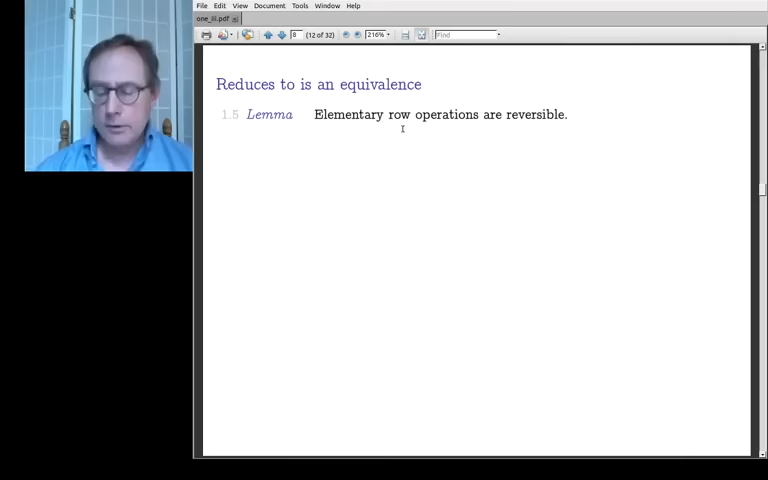 File Edit View Document Tools Window Help
one_iii.pdf
8 (12 of 32) 216% Find
Reduces to is an equivalence
1.5 Lemma Elementary row operations are reversible.